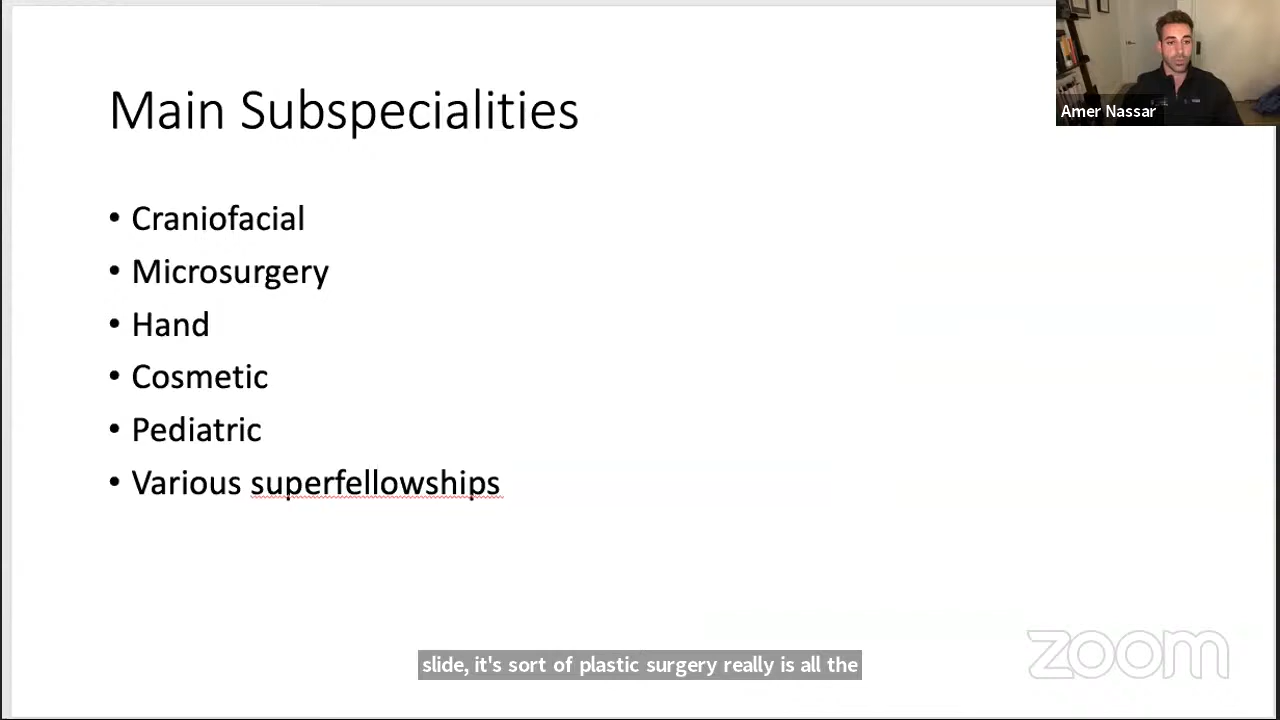 Main Subspecialities
Amer Nassar
• Craniofacial
• Microsurgery
• Hand
• Cosmetic
• Pediatric
• Various superfellowships
slide, it's sort of plastic surgery really is all the
zoom